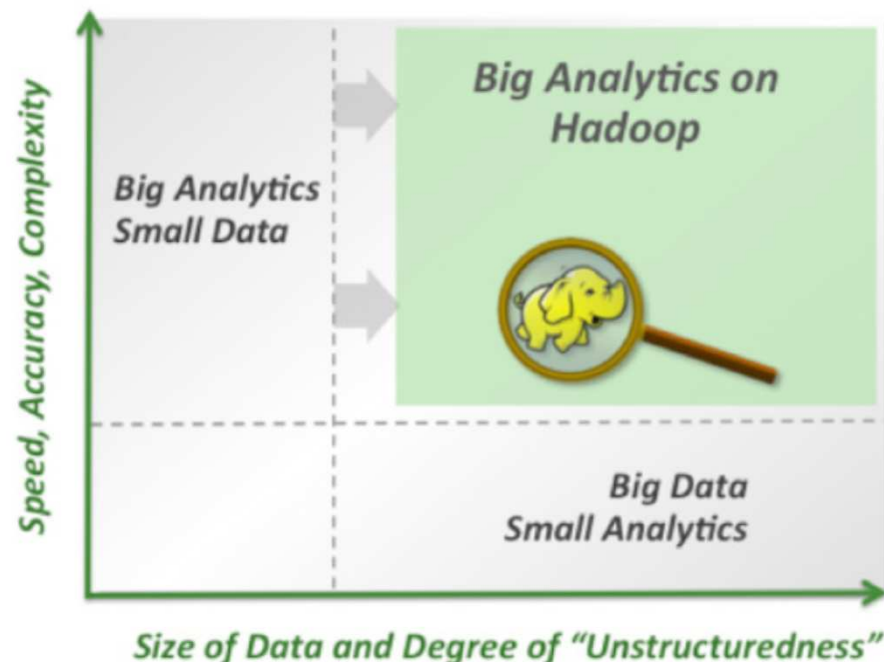 Big Analytics on
Hadoop
Big Analytics
Small Data
Big Data
Small Analytics
Speed, Accuracy, Complexity
Size of Data and Degree of “Unstructuredness”